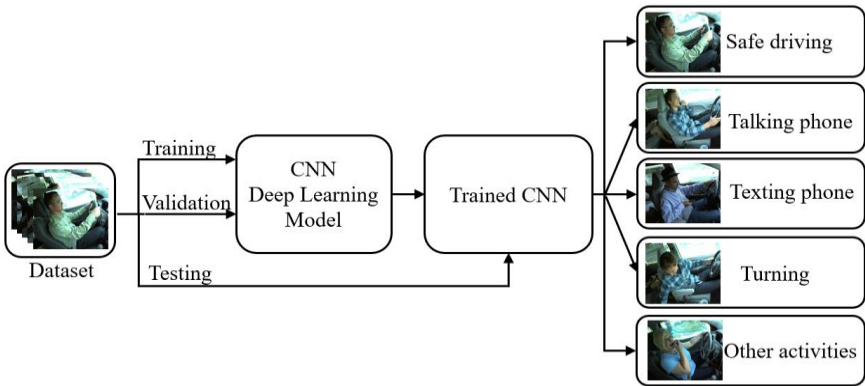 Dataset
Training
Validation
Testing
CNN
Deep Learning
Model
Trained CNN
Safe driving
Talking phone
Texting phone
Turning
Other activities